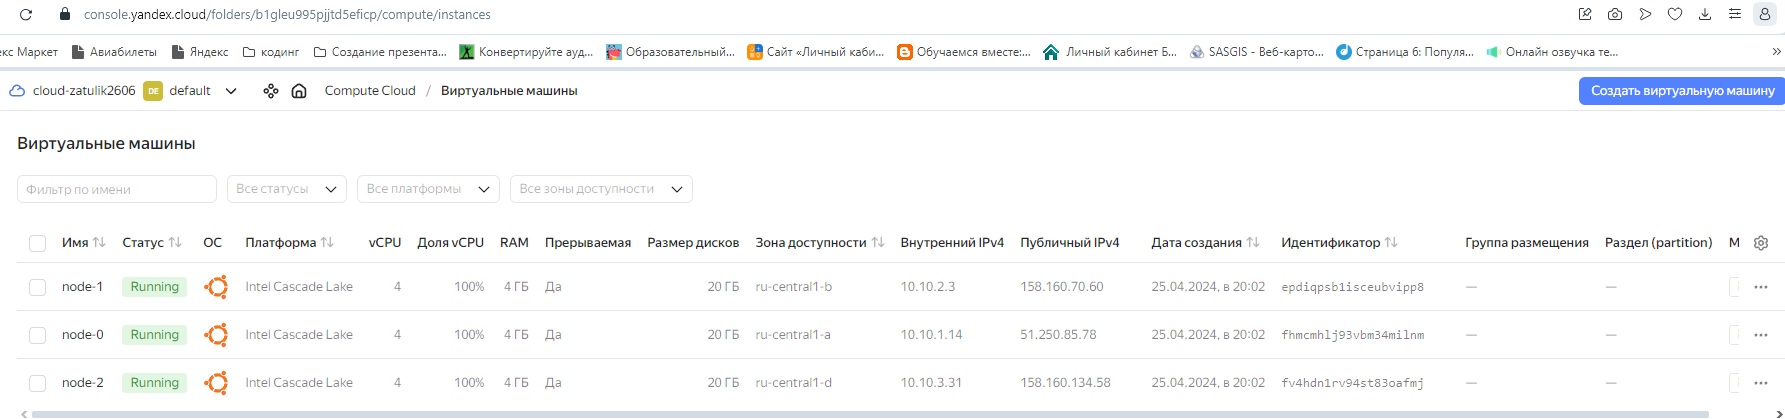 console.yandex.cloud/folders/b1gleu995pjjtd5eficp/compute/instances
кс Маркет Авиабилеты Яндекс кодинг Создание презента... Конвертируйте ауд... Образовательный... Сайт «Личный каби... Обучаемся вместе:... Личный кабинет Б... SASGIS - Веб-карто... Страница 6: Популя... Онлайн озвучка те... »
cloud-zatulik2606 DE default Compute Cloud / Виртуальные машины Создать виртуальную машину
Виртуальные машины
Фильтр по имени Все статусы Все платформы Все зоны доступности
Имя Статус ОС Платформа vCPU Доля vCPU RAM Прерываемая Размер дисков Зона доступности Внутренний IPv4 Публичный IPv4 Дата создания Идентификатор Группа размещения Раздел (partition) М
node-1 Running Intel Cascade Lake 4 100% 4 ГБ Да 20 ГБ ru-central1-b 10.10.2.3 158.160.70.60 25.04.2024, в 20:02 epdiqpsb1isceubvipp8 — —
node-0 Running Intel Cascade Lake 4 100% 4 ГБ Да 20 ГБ ru-central1-a 10.10.1.14 51.250.85.78 25.04.2024, в 20:02 fhmcmhlj93vbm34milnm — —
node-2 Running Intel Cascade Lake 4 100% 4 ГБ Да 20 ГБ ru-central1-d 10.10.3.31 158.160.134.58 25.04.2024, в 20:02 fv4hdn1rv94st83oafmj — —